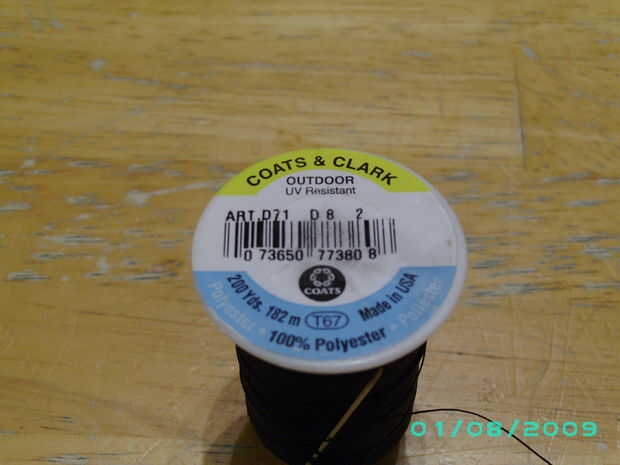 COATS & CLARK
OUTDOOR
UV Resistant
ART.D71 D 8 2
0 73650 77380 8
COATS
200 Yds. 182 m T67 Made in USA
Polyester • 100% Polyester • Polyester
01/08/2009